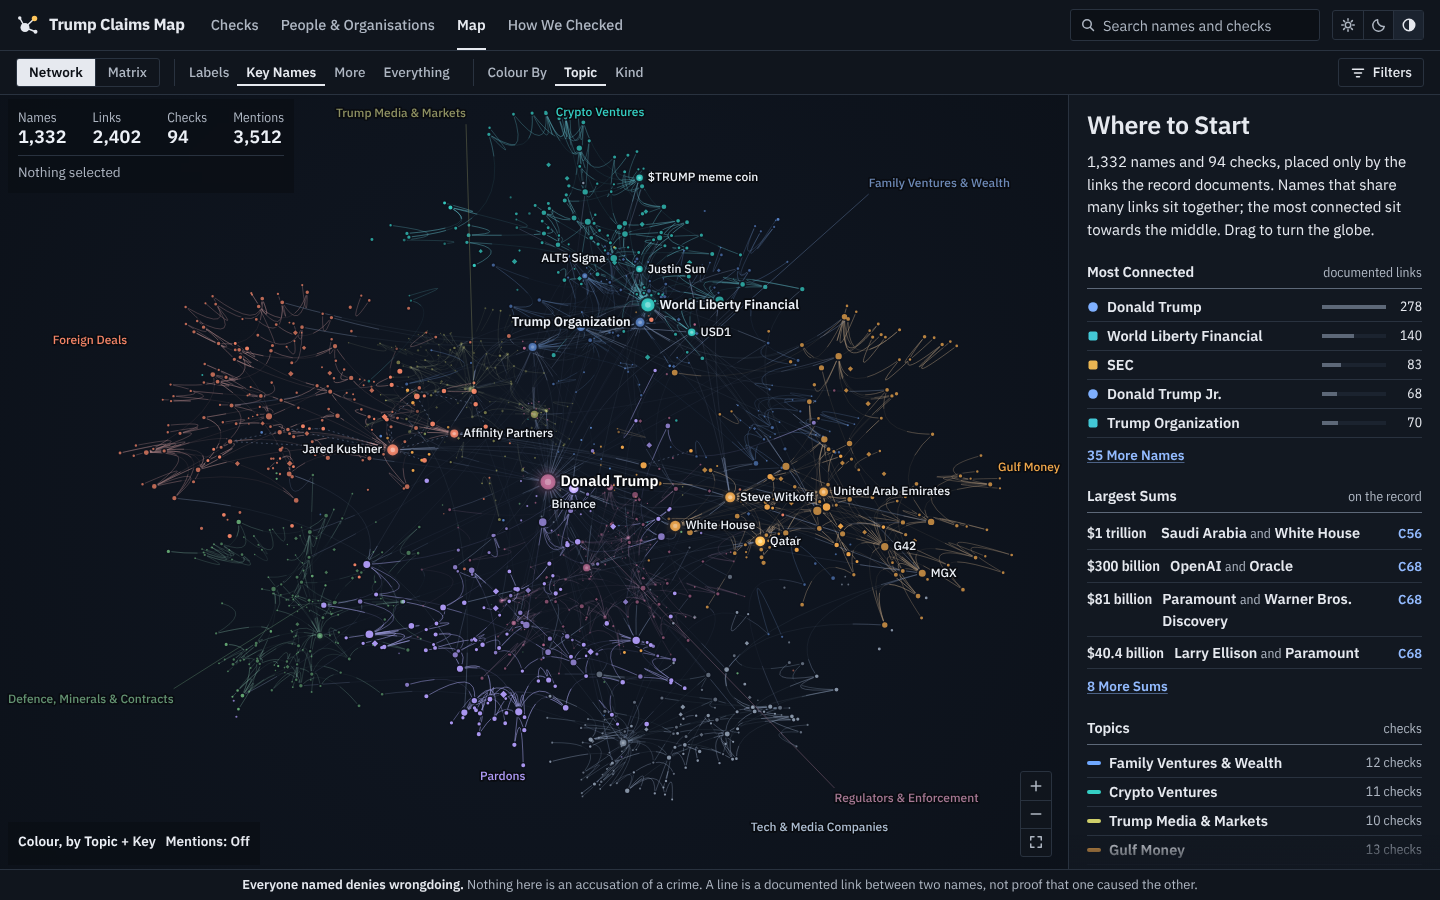 Trump Claims Map
Checks
People & Organisations
Map
How We Checked
Search names and checks
Network
Matrix
Labels
Key Names
More
Everything
Colour By
Topic
Kind
Filters
Names
Links
Checks
Mentions
1,332
2,402
94
3,512
Nothing selected
Trump Media & Markets
Crypto Ventures
$TRUMP meme coin
Family Ventures & Wealth
ALT5 Sigma
Justin Sun
World Liberty Financial
Trump Organization
USD1
Foreign Deals
Affinity Partners
Jared Kushner
Gulf Money
Donald Trump
Steve Witkoff
United Arab Emirates
Binance
White House
Qatar
G42
MGX
Defence, Minerals & Contracts
Pardons
Regulators & Enforcement
Tech & Media Companies
Colour, by Topic + Key
Mentions: Off
Where to Start
1,332 names and 94 checks, placed only by the
links the record documents. Names that share
many links sit together; the most connected sit
towards the middle. Drag to turn the globe.
Most Connected
documented links
Donald Trump 278
World Liberty Financial 140
SEC 83
Donald Trump Jr. 68
Trump Organization 70
35 More Names
Largest Sums
on the record
$1 trillion Saudi Arabia and White House C56
$300 billion OpenAI and Oracle C68
$81 billion Paramount and Warner Bros. C68
Discovery
$40.4 billion Larry Ellison and Paramount C68
8 More Sums
Topics
checks
Family Ventures & Wealth 12 checks
Crypto Ventures 11 checks
Trump Media & Markets 10 checks
Gulf Money 13 checks
Everyone named denies wrongdoing. Nothing here is an accusation of a crime. A line is a documented link between two names, not proof that one caused the other.